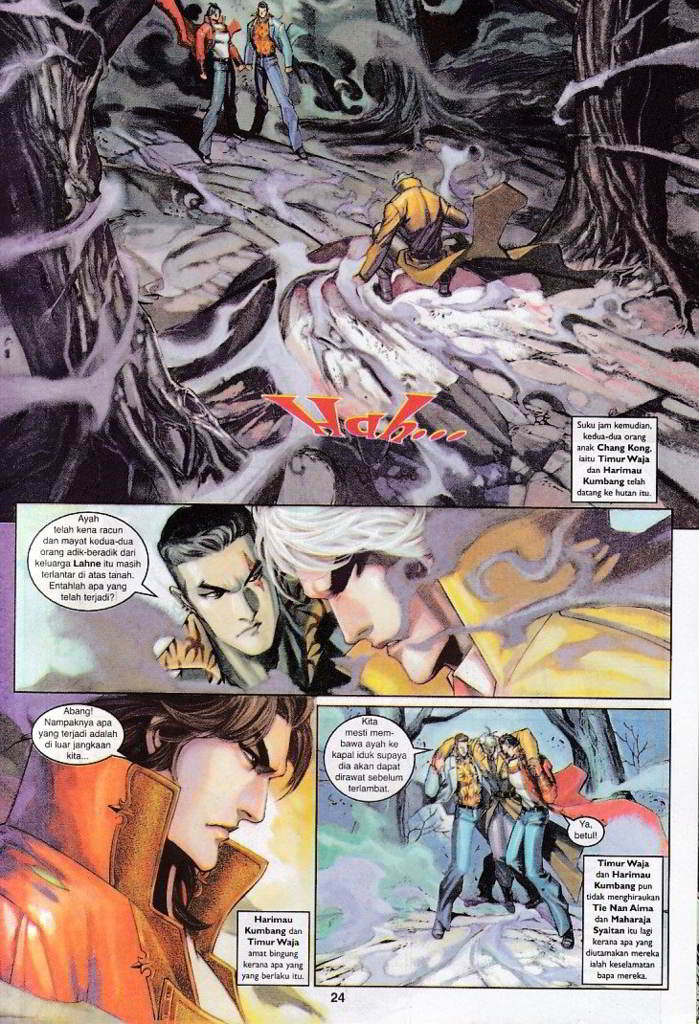 Hah...
Suku jam kemudian,
kedua-dua orang
anak Chang Kong,
iaitu Timur Waja
dan Harimau
Kumbang telah
datang ke hutan itu.
Ayah
telah kena racun
dan mayat kedua-dua
orang adik-beradik dari
keluarga Lahne itu masih
terlantar di atas tanah.
Entahlah apa yang
telah terjadi?
Abang!
Nampaknya apa
yang terjadi adalah
di luar jangkaan
kita...
Harimau
Kumbang dan
Timur Waja
amat bingung
kerana apa yang
yang berlaku itu.
Kita
mesti mem-
bawa ayah ke
kapal iduk supaya
dia akan dapat
dirawat sebelum
terlambat.
Ya,
betul!
Timur Waja
dan Harimau
Kumbang pun
tidak menghiraukan
Tie Nan Aima
dan Maharaja
Syaitan itu lagi
kerana apa yang
diutamakan mereka
ialah keselamatan
bapa mereka.
24